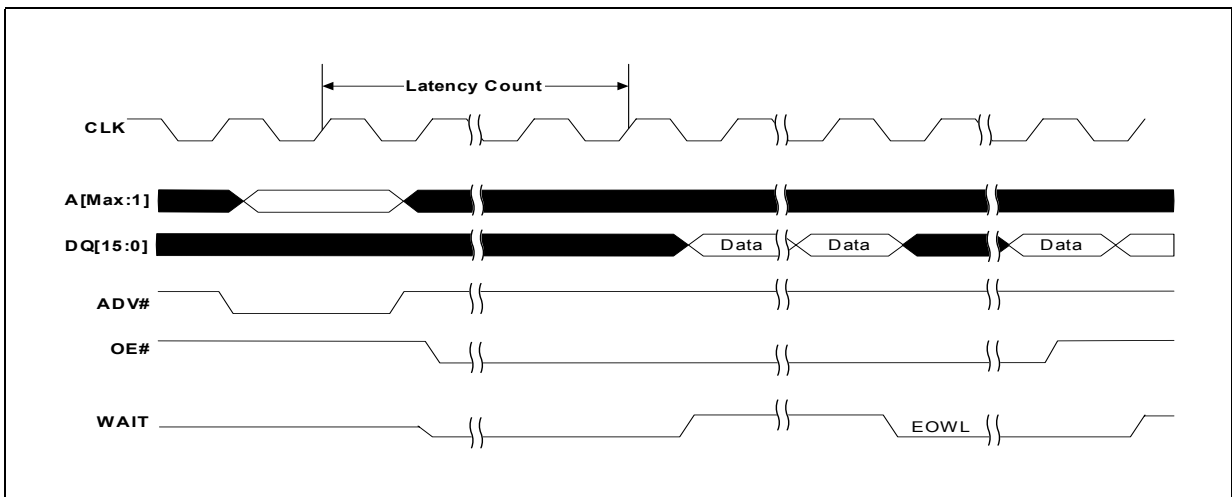 Latency Count
CLK
A[Max:1]
DQ[15:0] Data Data Data
ADV#
OE#
WAIT EOWL